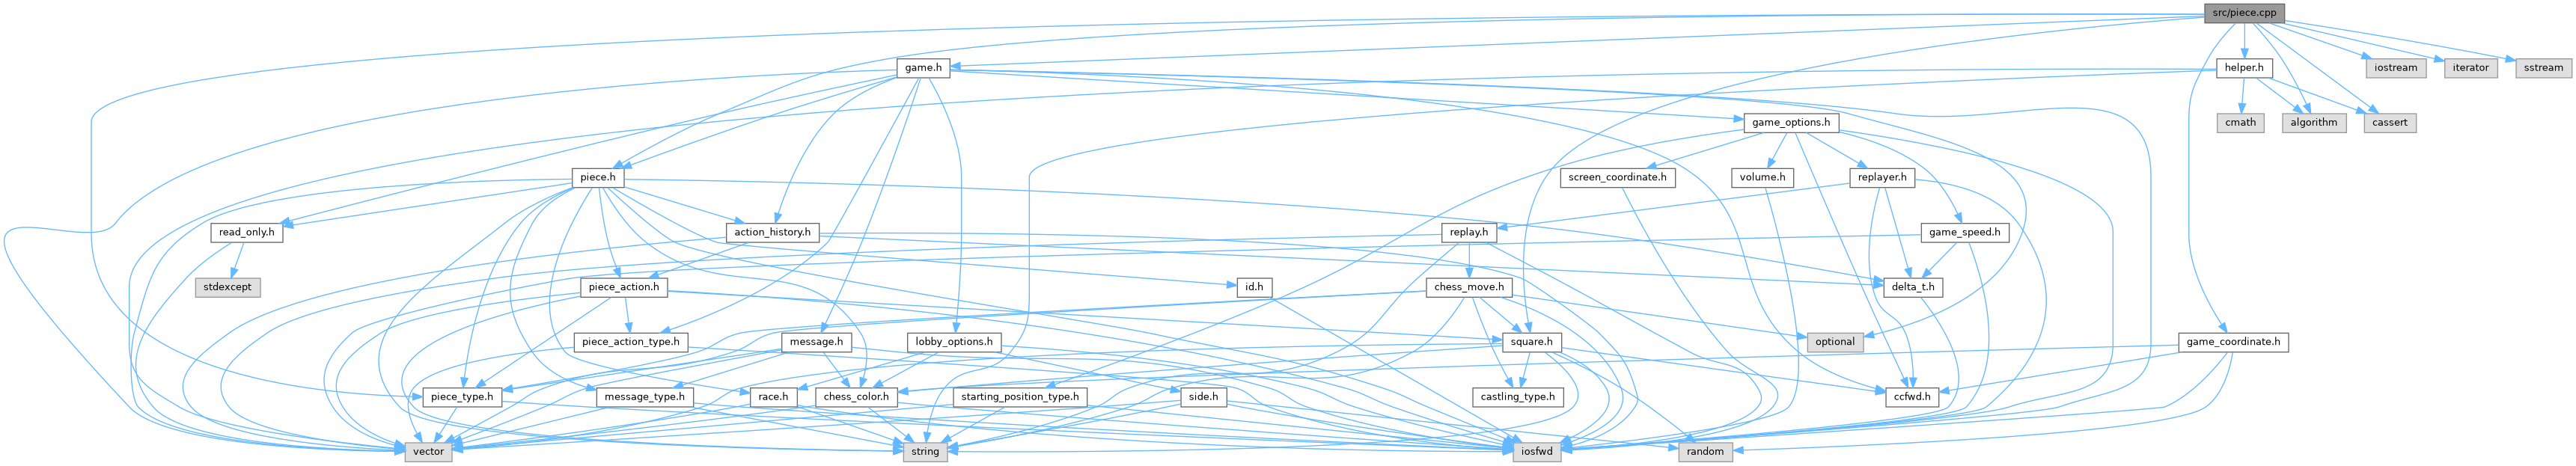 src/piece.cpp
game.h
helper.h
iostream
iterator
sstream
game_options.h
cmath
algorithm
cassert
piece.h
screen_coordinate.h
volume.h
replayer.h
read_only.h
action_history.h
replay.h
game_speed.h
stdexcept
piece_action.h
id.h
chess_move.h
delta_t.h
piece_action_type.h
message.h
lobby_options.h
square.h
optional
game_coordinate.h
piece_type.h
message_type.h
race.h
chess_color.h
starting_position_type.h
side.h
castling_type.h
ccfwd.h
vector
string
iosfwd
random